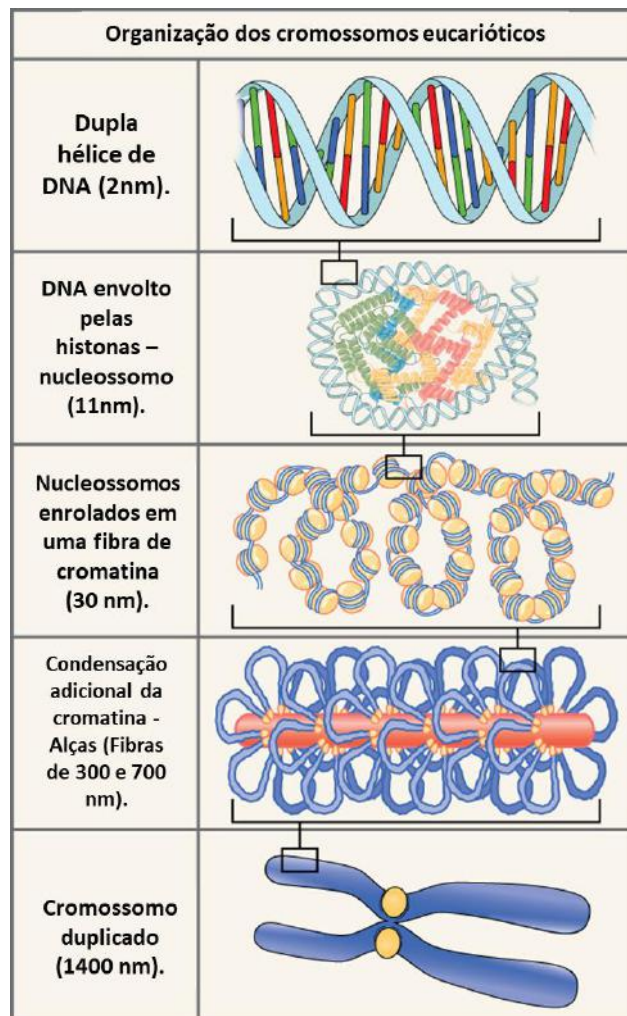 Organização dos cromossomos eucarióticos
Dupla
hélice de
DNA (2nm).
DNA envolto
pelas
histonas –
nucleossomo
(11nm).
Nucleossomos
enrolados em
uma fibra de
cromatina
(30 nm).
Condensação
adicional da
cromatina -
Alças (Fibras
de 300 e 700
nm).
Cromossomo
duplicado
(1400 nm).